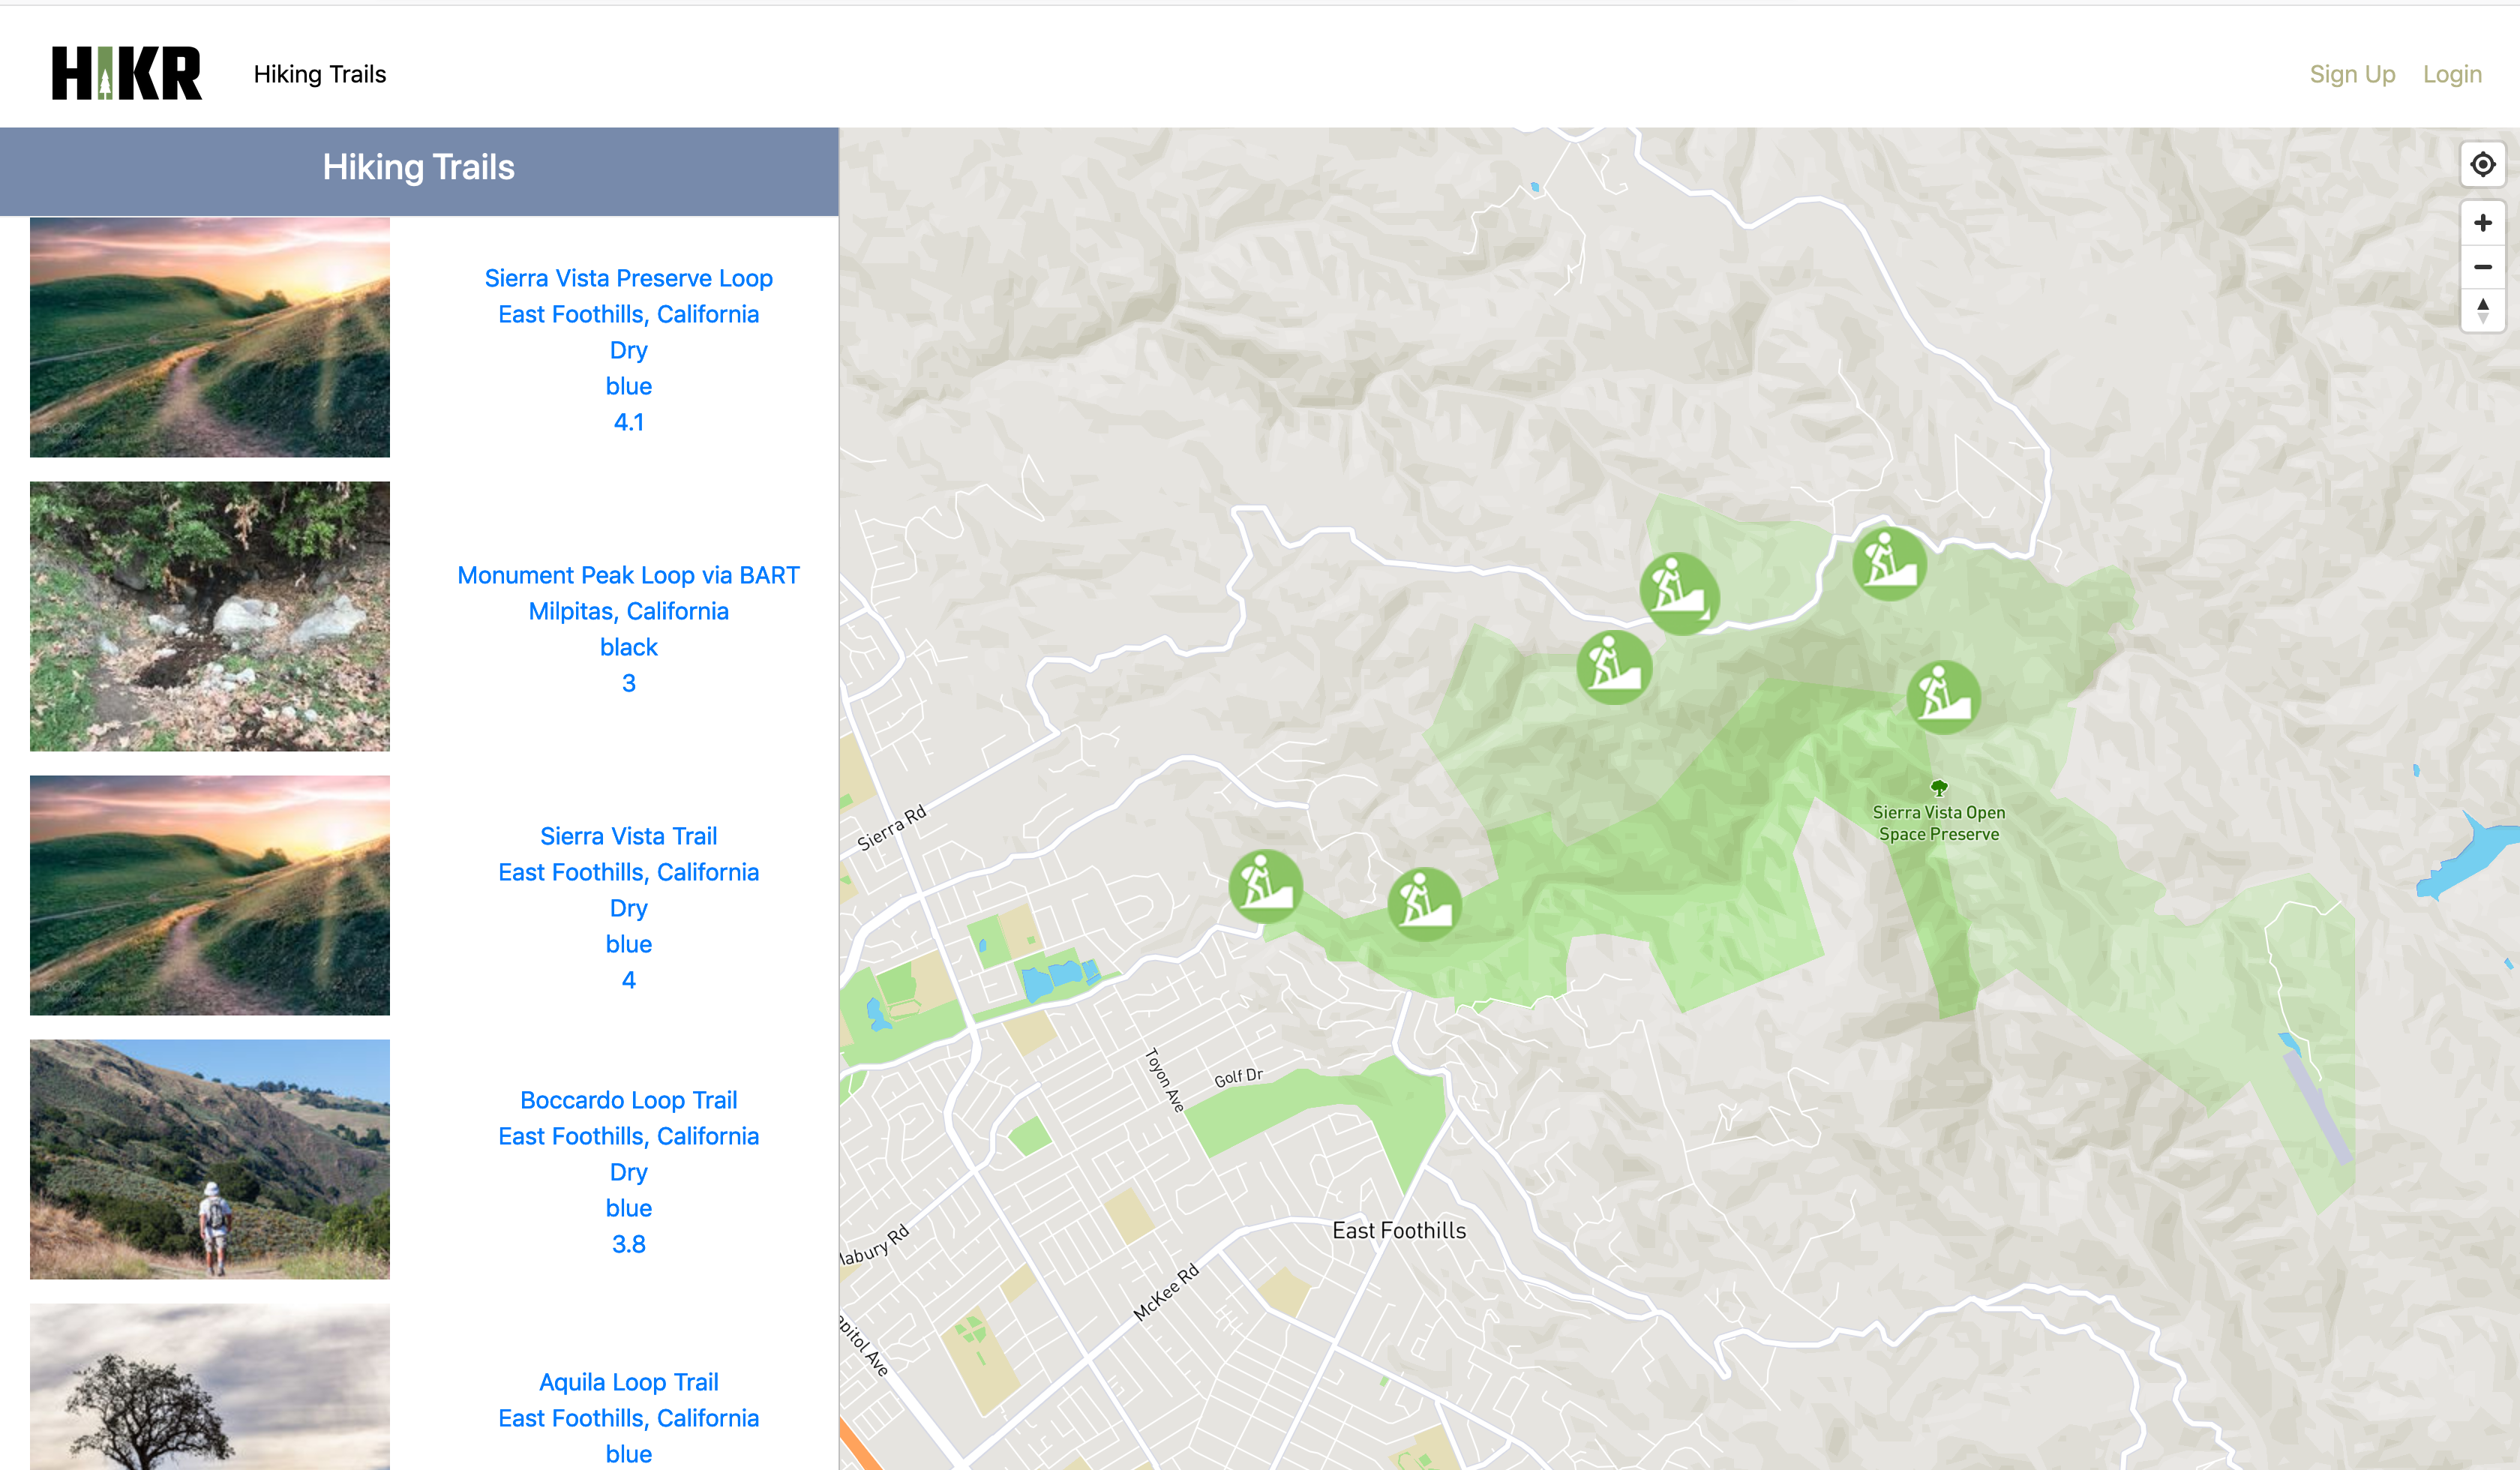 HIKR
Hiking Trails
Sign Up
Login
Hiking Trails
Sierra Vista Preserve Loop
East Foothills, California
Dry
blue
4.1
Monument Peak Loop via BART
Milpitas, California
black
3
Sierra Vista Trail
East Foothills, California
Dry
blue
4
Boccardo Loop Trail
East Foothills, California
Dry
blue
3.8
Aquila Loop Trail
East Foothills, California
blue
Sierra Vista Open
Space Preserve
Sierra Rd
Toyon Ave
Golf Dr
East Foothills
labury Rd
McKee Rd
pitol Ave